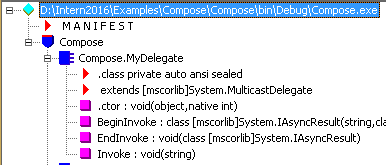 D:\Intern2016\Examples\Compose\Compose\bin\Debug\Compose.exe
M A N I F E S T
Compose
Compose.MyDelegate
.class private auto ansi sealed
extends [mscorlib]System.MulticastDelegate
.ctor : void(object,native int)
BeginInvoke : class [mscorlib]System.IAsyncResult(string,cla
EndInvoke : void(class [mscorlib]System.IAsyncResult)
Invoke : void(string)